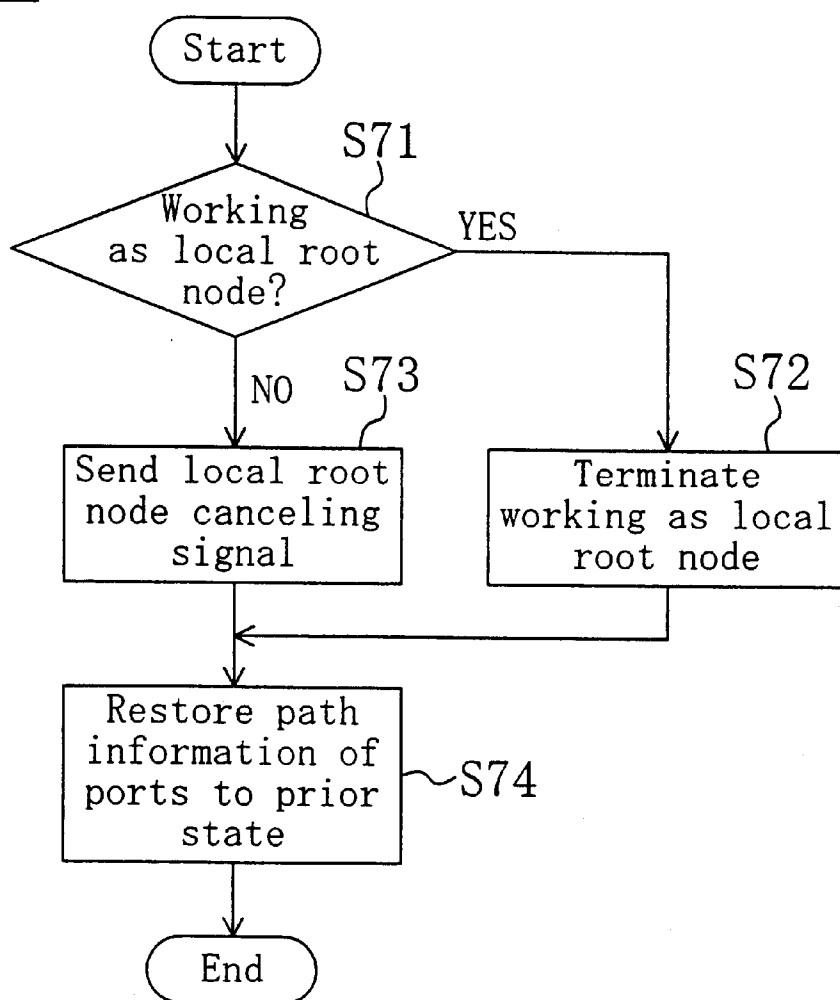 Start
S71
Working
as local root
node?
YES
NO
S73
S72
Send local root
node canceling
signal
Terminate
working as local
root node
Restore path
information of
ports to prior
state
S74
End